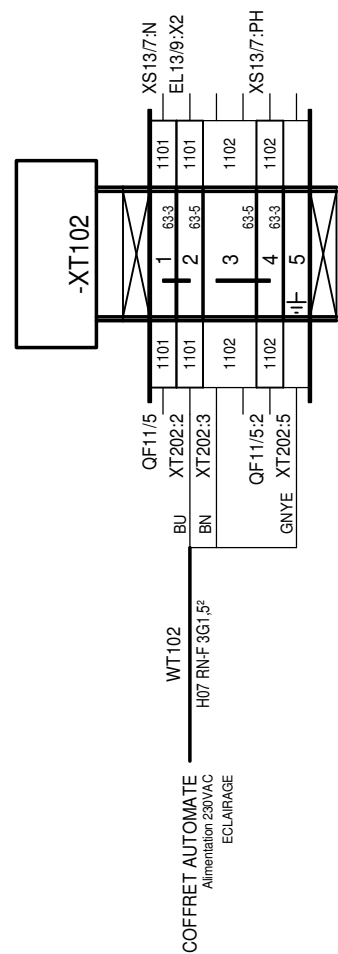 -XT102
XS13/7:N
EL13/9:X2
XS13/7:PH
1101
1101
1102
1102
63-3
63-5
63-5
63-3
1
2
3
4
5
1101
1101
1102
1102
QF11/5
XT202:2
XT202:3
QF11/5:2
XT202:5
BU
BN
GNYE
WT102
H07 RN-F 3G1,5²
COFFRET AUTOMATE
Alimentation 230VAC
ECLAIRAGE